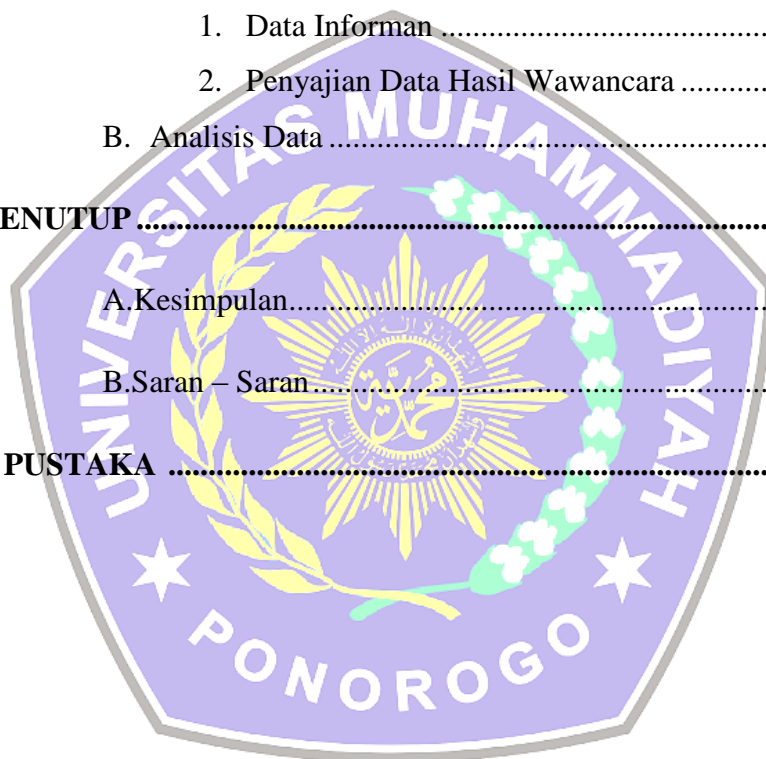 1. Data Informan ........................................
2. Penyajian Data Hasil Wawancara ...........
B. Analisis Data .......................................................
ENUTUP ...............................................................................
A.Kesimpulan............................................................
B.Saran – Saran .........................................................
PUSTAKA ...........................................................................
UNIVERSITAS MUHAMMADIYAH
PONOROGO